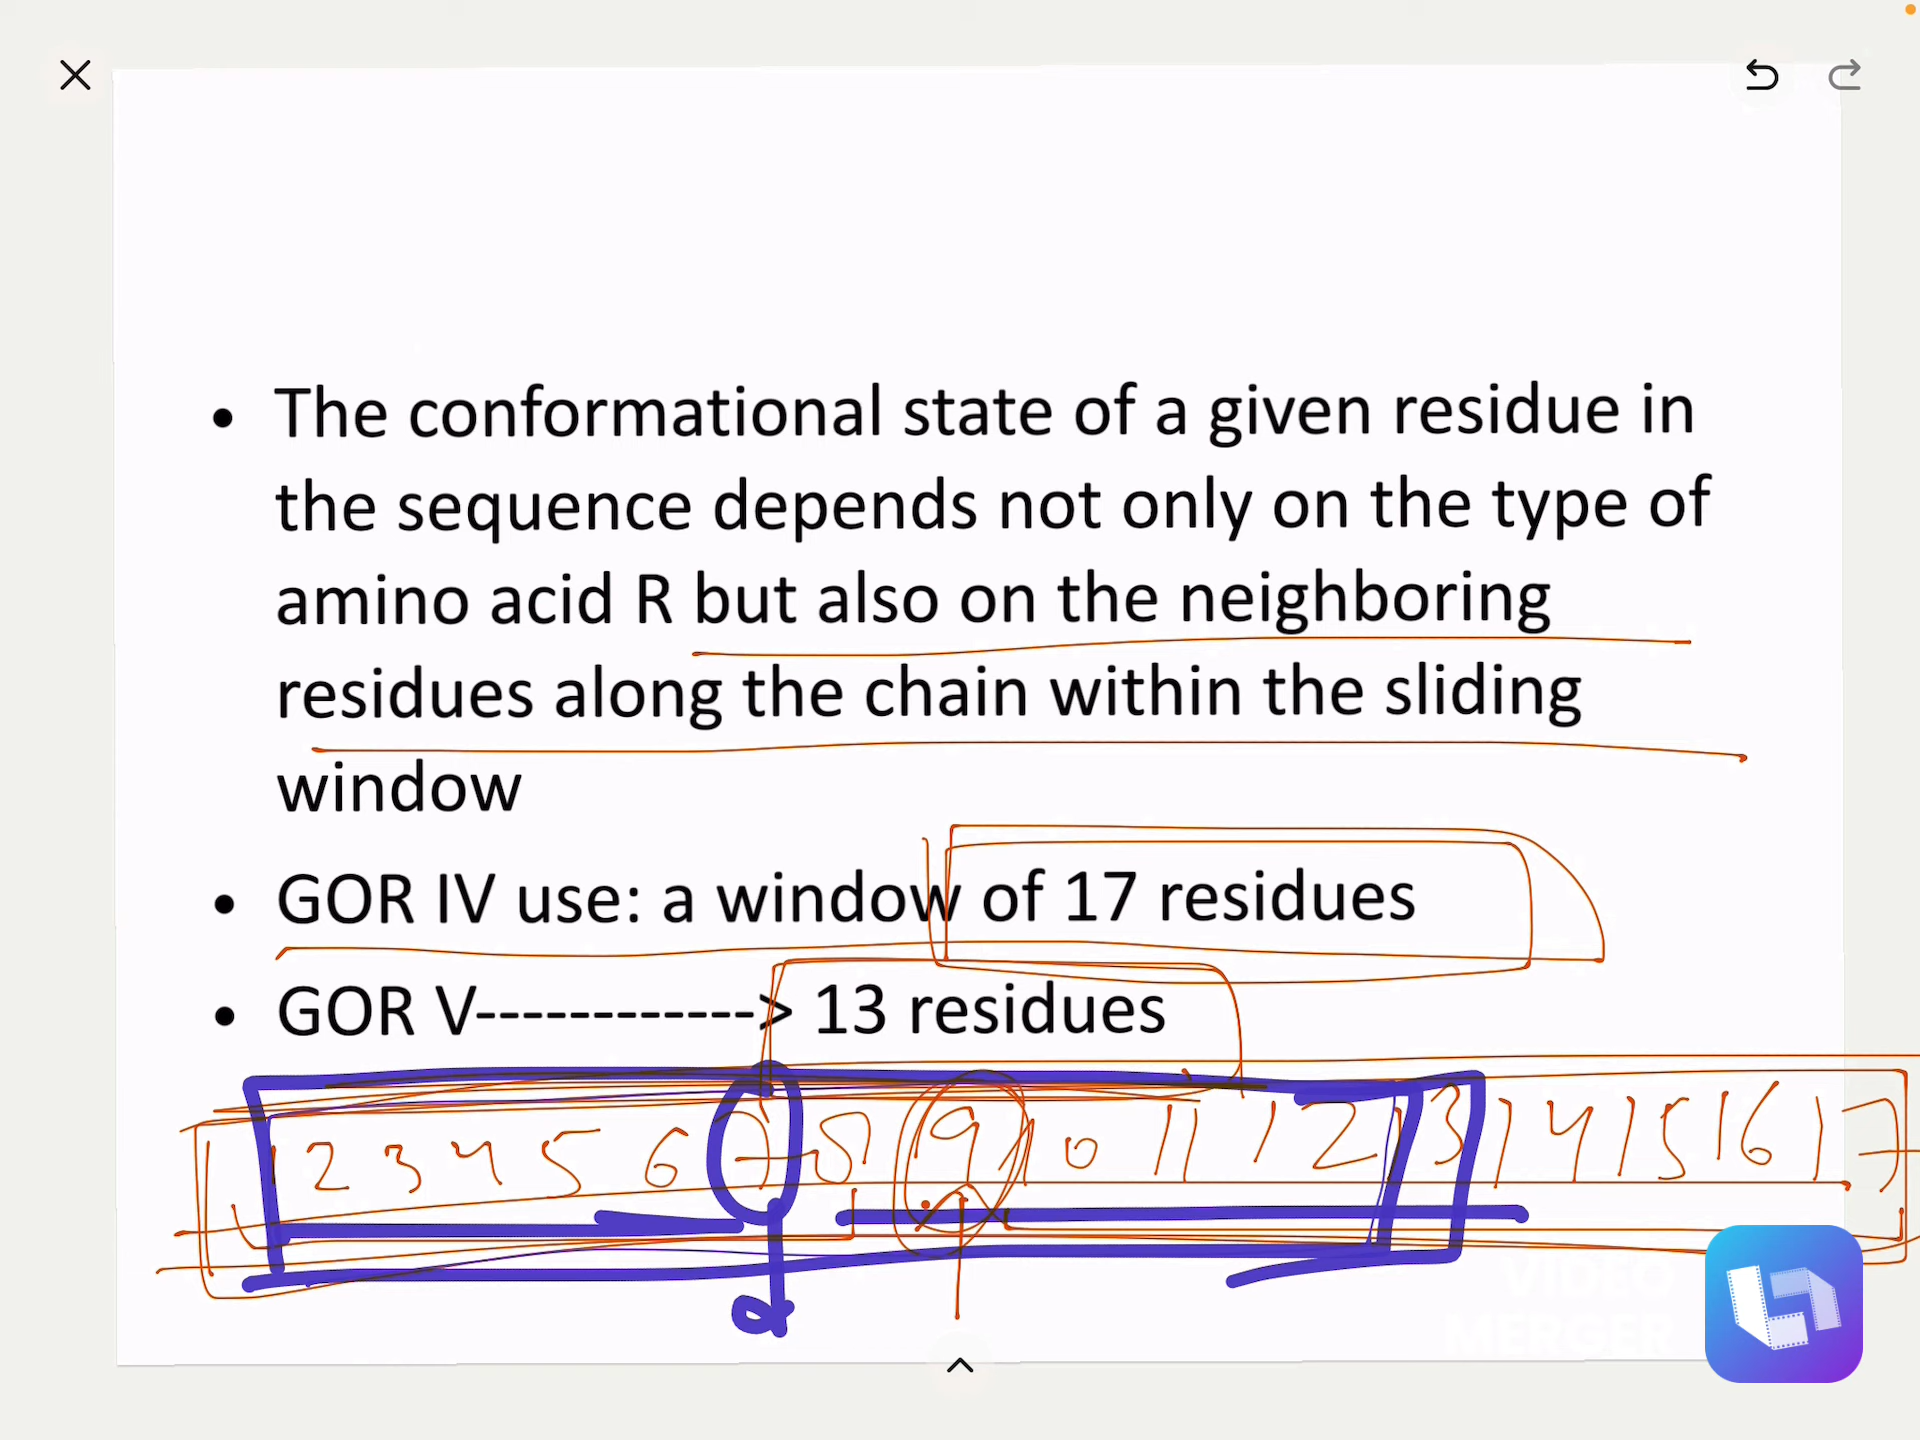 • The conformational state of a given residue in
the sequence depends not only on the type of
amino acid R but also on the neighboring
residues along the chain within the sliding
window
• GOR IV use: a window of 17 residues
• GOR V------------> 13 residues
1 2 3 4 5 6 7 8 9 10 11 12 13 14 15 16 17
α
VIDEO
MERGER